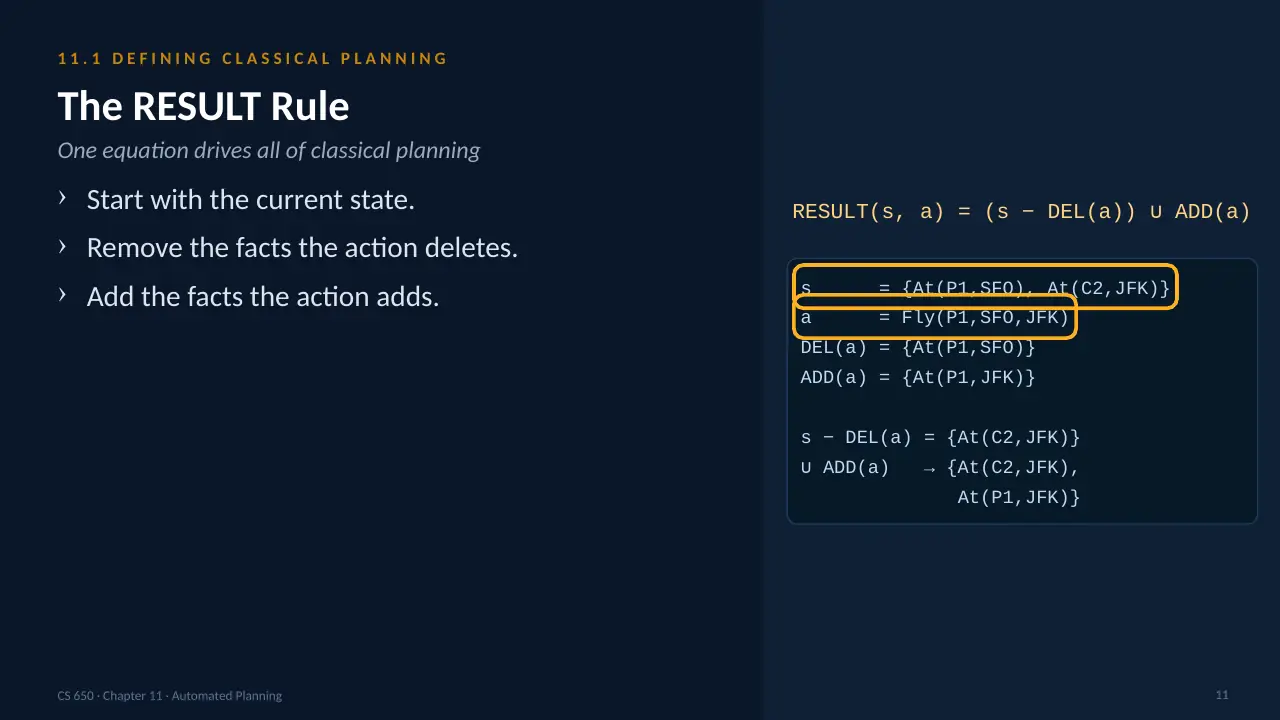 11.1 DEFINING CLASSICAL PLANNING
The RESULT Rule
One equation drives all of classical planning
› Start with the current state.
› Remove the facts the action deletes.
› Add the facts the action adds.
RESULT(s, a) = (s − DEL(a)) ∪ ADD(a)
s      = {At(P1,SFO), At(C2,JFK)}
a      = Fly(P1,SFO,JFK)
DEL(a) = {At(P1,SFO)}
ADD(a) = {At(P1,JFK)}
s − DEL(a) = {At(C2,JFK)}
∪ ADD(a)   → {At(C2,JFK),
At(P1,JFK)}
CS 650 · Chapter 11 · Automated Planning
11